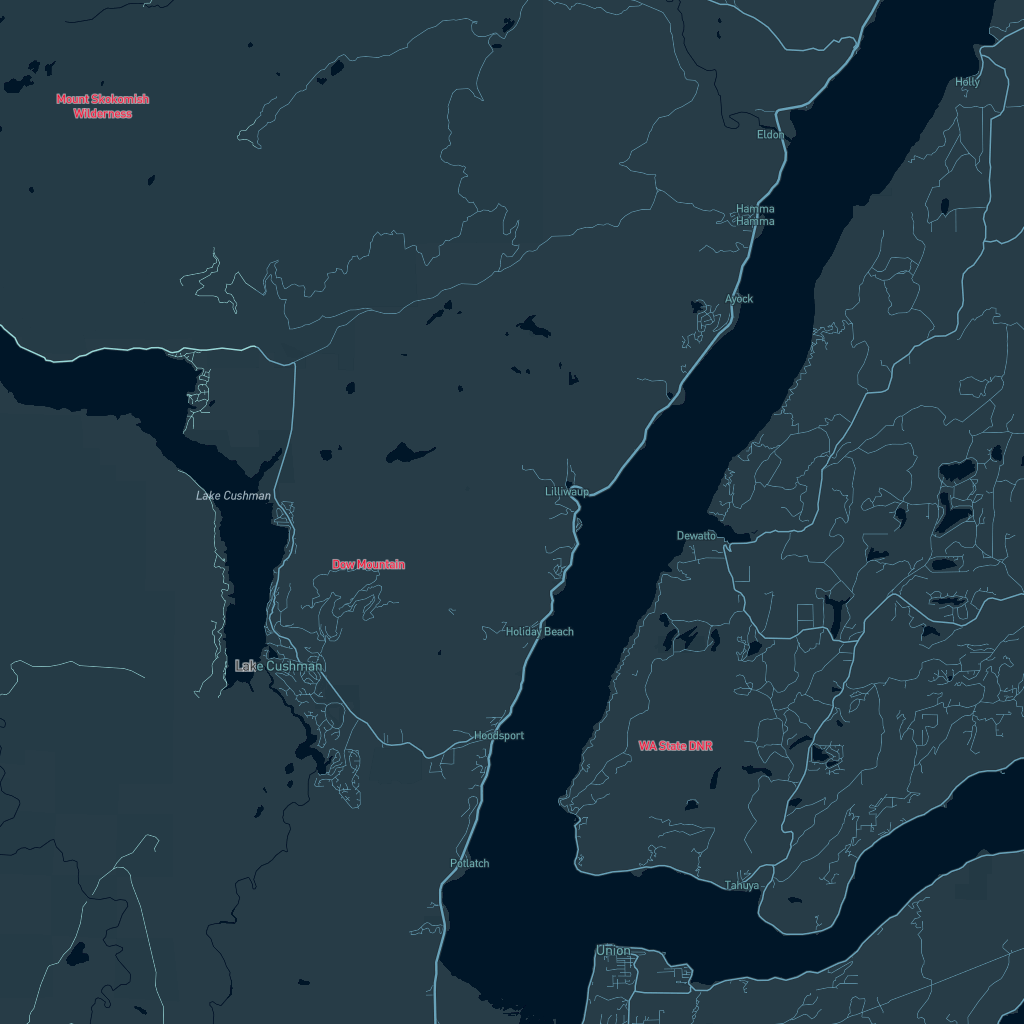 Holly
Mount Skokomish
Wilderness
Eldon
Hamma
Hamma
Ayock
Lilliwaup
Lake Cushman
Dewatto
Dow Mountain
Holiday Beach
Lake Cushman
Hoodsport
WA State DNR
Potlatch
Tahuya
Union